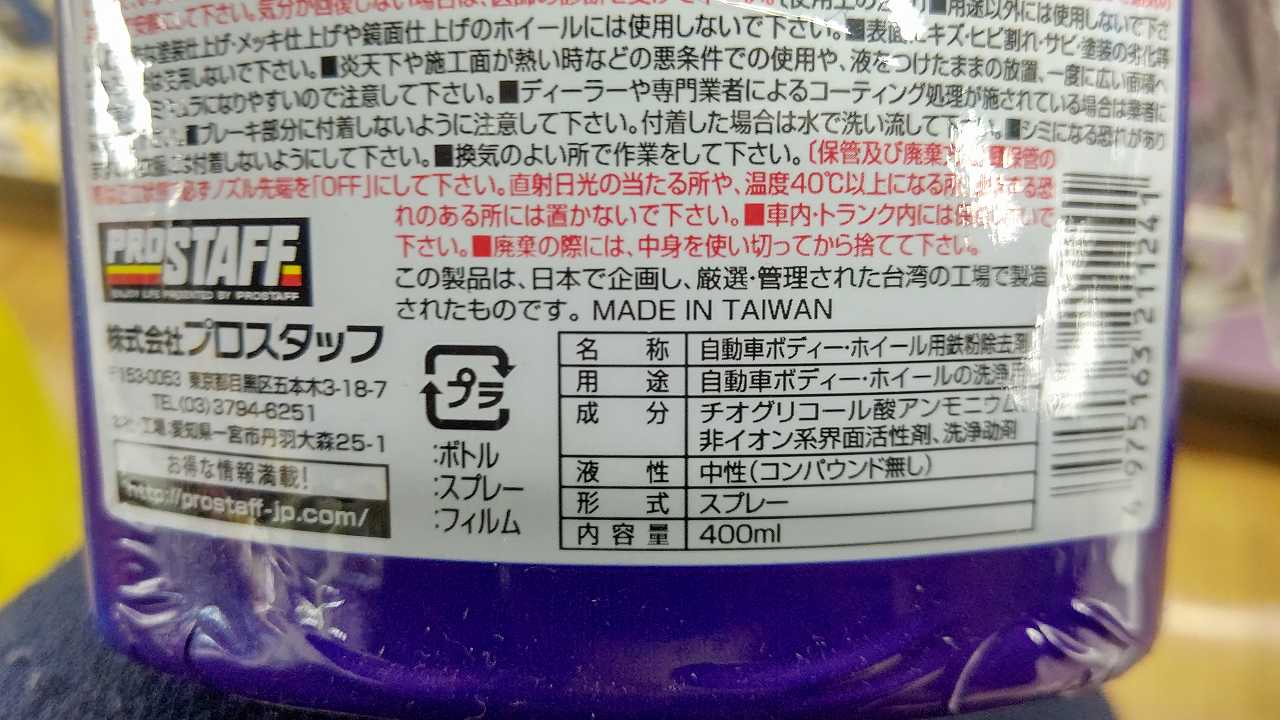 な塗装仕上げ・メッキ仕上げや鏡面仕上げのホイールには使用しないで下さい。■表面にキズ・ヒビ割れ・サビ・塗装の劣化等
しないで下さい。■炎天下や施工面が熱い時などの悪条件での使用や、液をつけたままの放置、一度に広い面積へ
ムラになりやすいので注意して下さい。■ディーラーや専門業者によるコーティング処理が施されている場合は業者に
■ブレーキ部分に付着しないように注意して下さい。付着した場合は水で洗い流して下さい。■シミになる恐れがあり
は付着しないようにして下さい。■換気のよい所で作業をして下さい。〔保管及び廃棄 保管の
必ずノズル先端を「OFF」にして下さい。直射日光の当たる所や、温度40℃以上になる所 る恐
れのある所には置かないで下さい。■車内・トランク内には いで
下さい。■廃棄の際には、中身を使い切ってから捨てて下さい。
この製品は、日本で企画し、厳選・管理された台湾の工場で製造
されたものです。MADE IN TAIWAN
PROSTAFF
ENJOY LIFE PRESENTED BY PROSTAFF
株式会社プロスタッフ
〒153-0053 東京都目黒区五本木3-18-7
TEL(03)3794-6251
工場:愛知県一宮市丹羽大森25-1
お得な情報満載!
http://prostaff-jp.com/
プラ
:ボトル
:スプレー
:フィルム
名称 自動車ボディー・ホイール用鉄粉除去剤
用途 自動車ボディー・ホイールの洗浄用
成分 チオグリコール酸アンモニウム
非イオン系界面活性剤、洗浄助剤
液性 中性(コンパウンド無し)
形式 スプレー
内容量 400ml
4 975163 211241